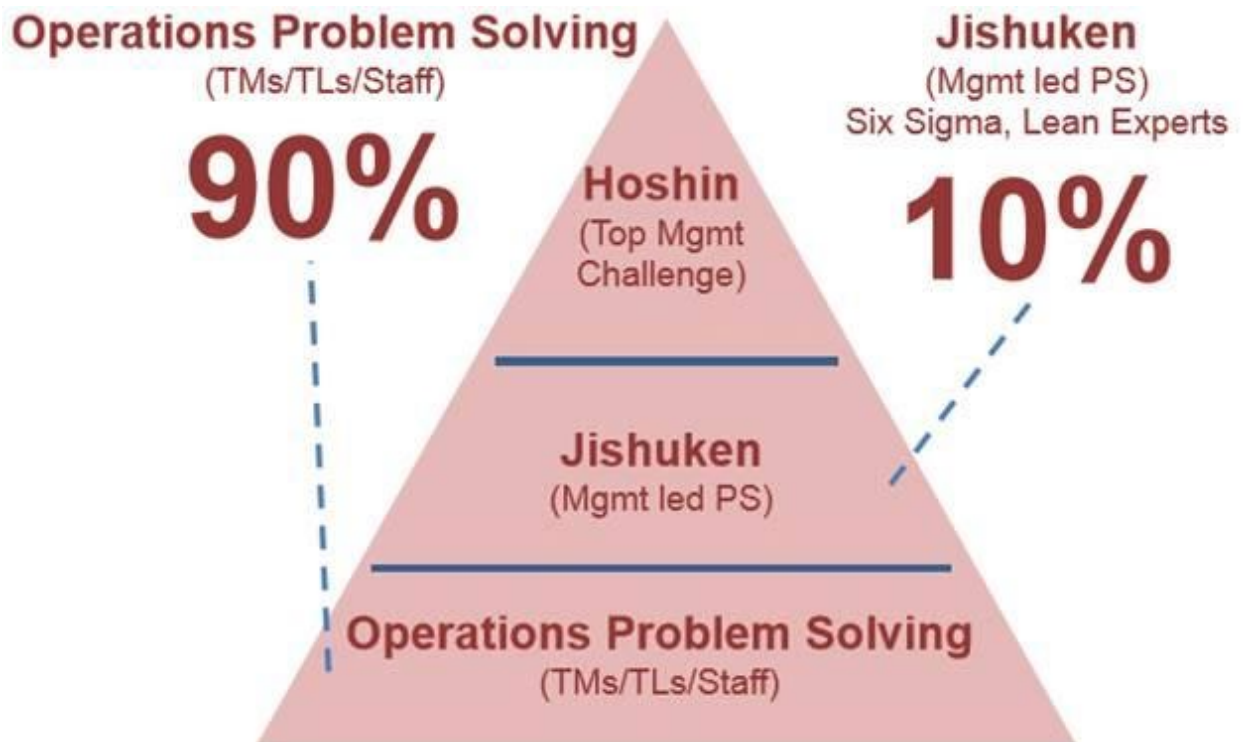 Operations Problem Solving
(TMs/TLs/Staff)
90%
Jishuken
(Mgmt led PS)
Six Sigma, Lean Experts
10%
Hoshin
(Top Mgmt
Challenge)
Jishuken
(Mgmt led PS)
Operations Problem Solving
(TMs/TLs/Staff)